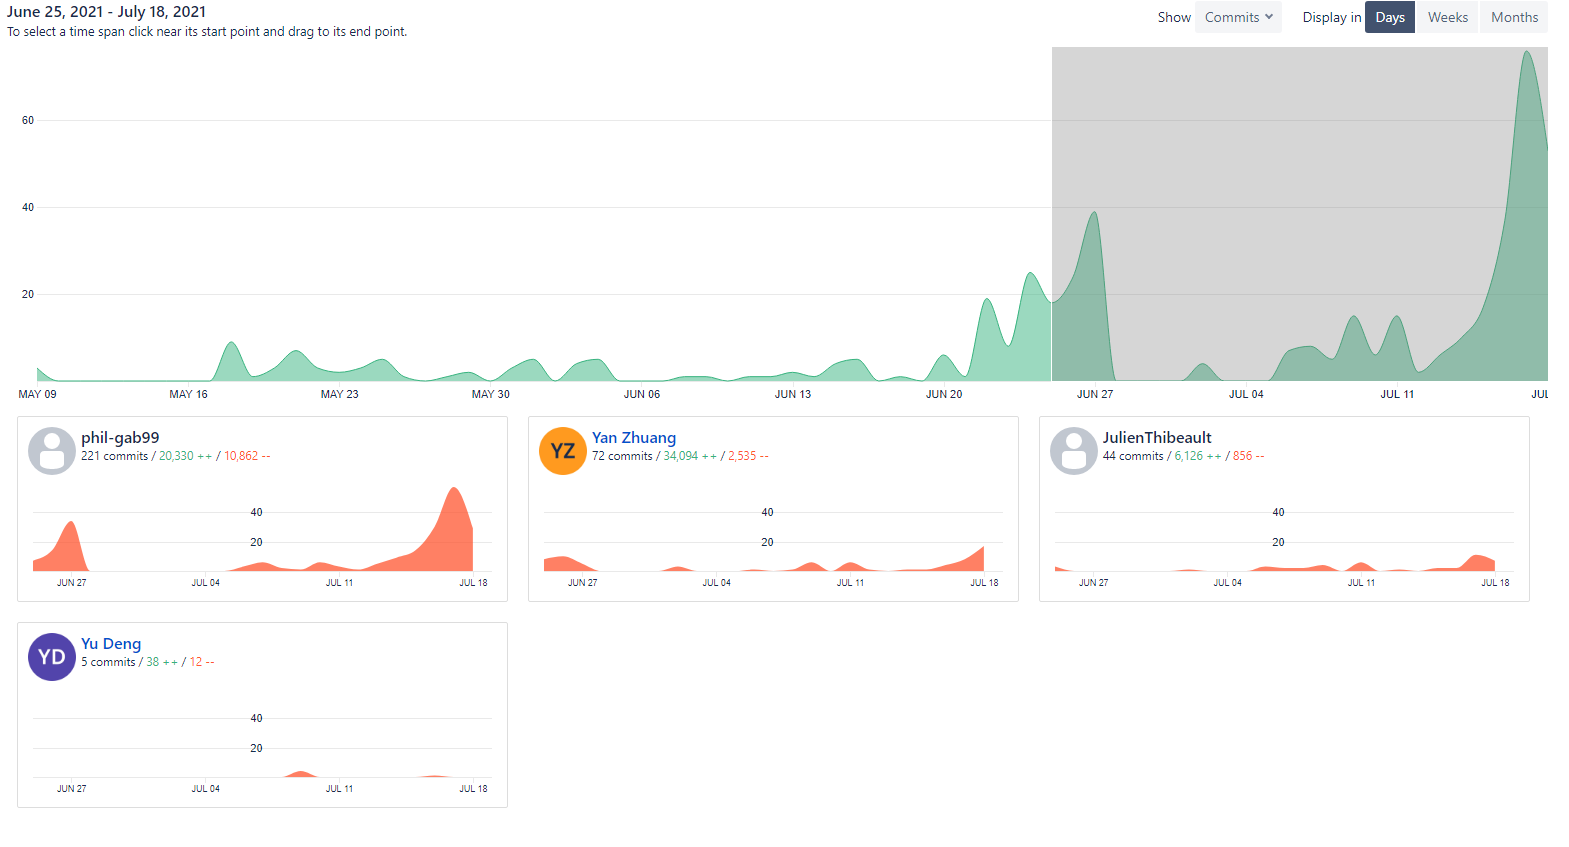 June 25, 2021 - July 18, 2021
To select a time span click near its start point and drag to its end point.
Show Commits Display in Days Weeks Months
60
40
20
MAY 09 MAY 16 MAY 23 MAY 30 JUN 06 JUN 13 JUN 20 JUN 27 JUL 04 JUL 11 JUL
phil-gab99
221 commits / 20,330 ++ / 10,862 --
40
20
JUN 27 JUL 04 JUL 11 JUL 18
YZ
Yan Zhuang
72 commits / 34,094 ++ / 2,535 --
40
20
JUN 27 JUL 04 JUL 11 JUL 18
JulienThibeault
44 commits / 6,126 ++ / 856 --
40
20
JUN 27 JUL 04 JUL 11 JUL 18
YD
Yu Deng
5 commits / 38 ++ / 12 --
40
20
JUN 27 JUL 04 JUL 11 JUL 18